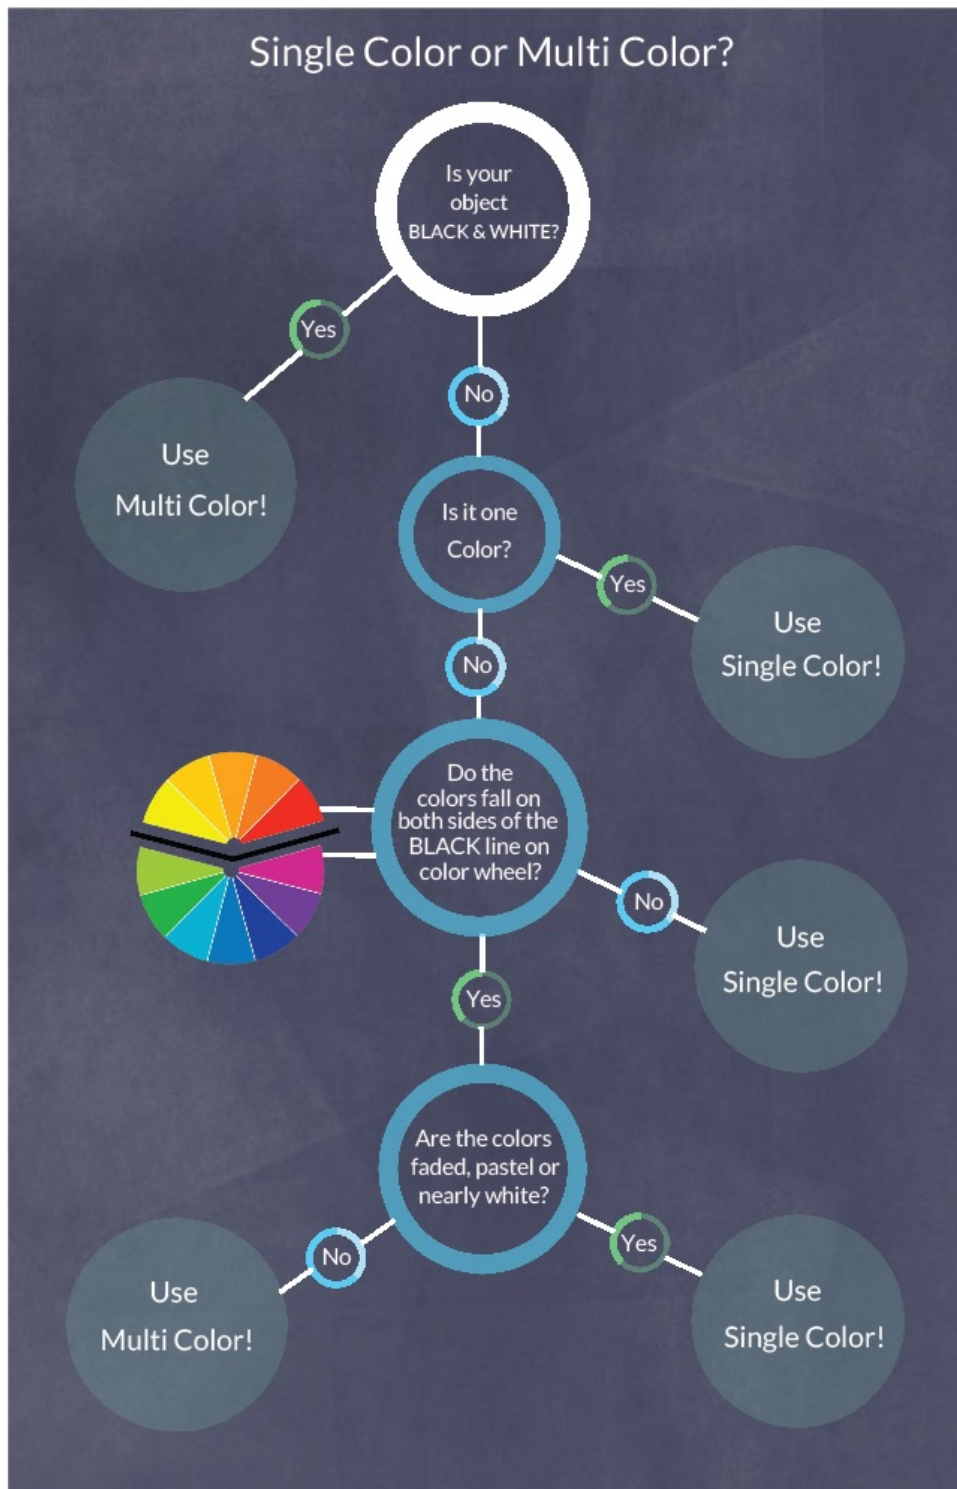 Single Color or Multi Color?
Is your
object
BLACK & WHITE?
Yes
No
Use
Multi Color!
Is it one
Color?
Yes
Use
Single Color!
No
Do the
colors fall on
both sides of the
BLACK line on
color wheel?
No
Use
Single Color!
Yes
Are the colors
faded, pastel or
nearly white?
No
Yes
Use
Multi Color!
Use
Single Color!